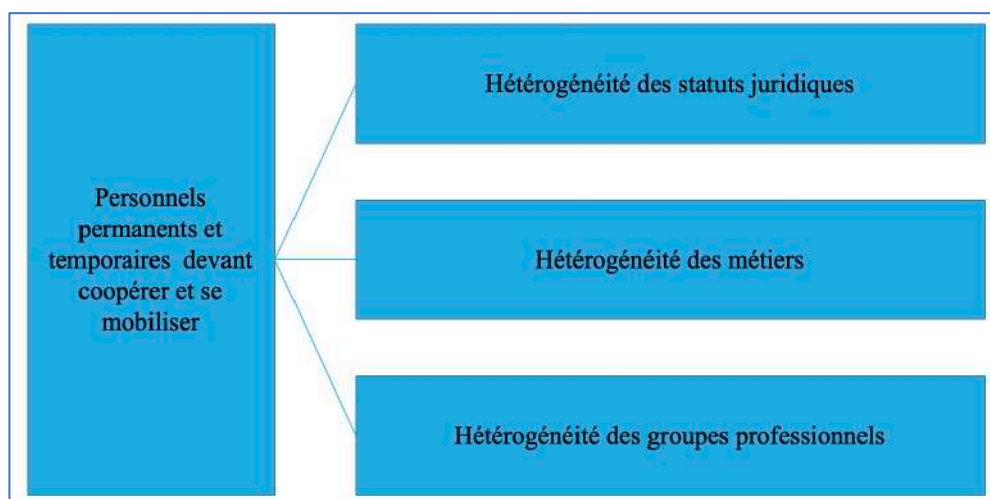 Personnels
permanents et
temporaires devant
coopérer et se
mobiliser
Hétérogénéité des statuts juridiques
Hétérogénéité des métiers
Hétérogénéité des groupes professionnels